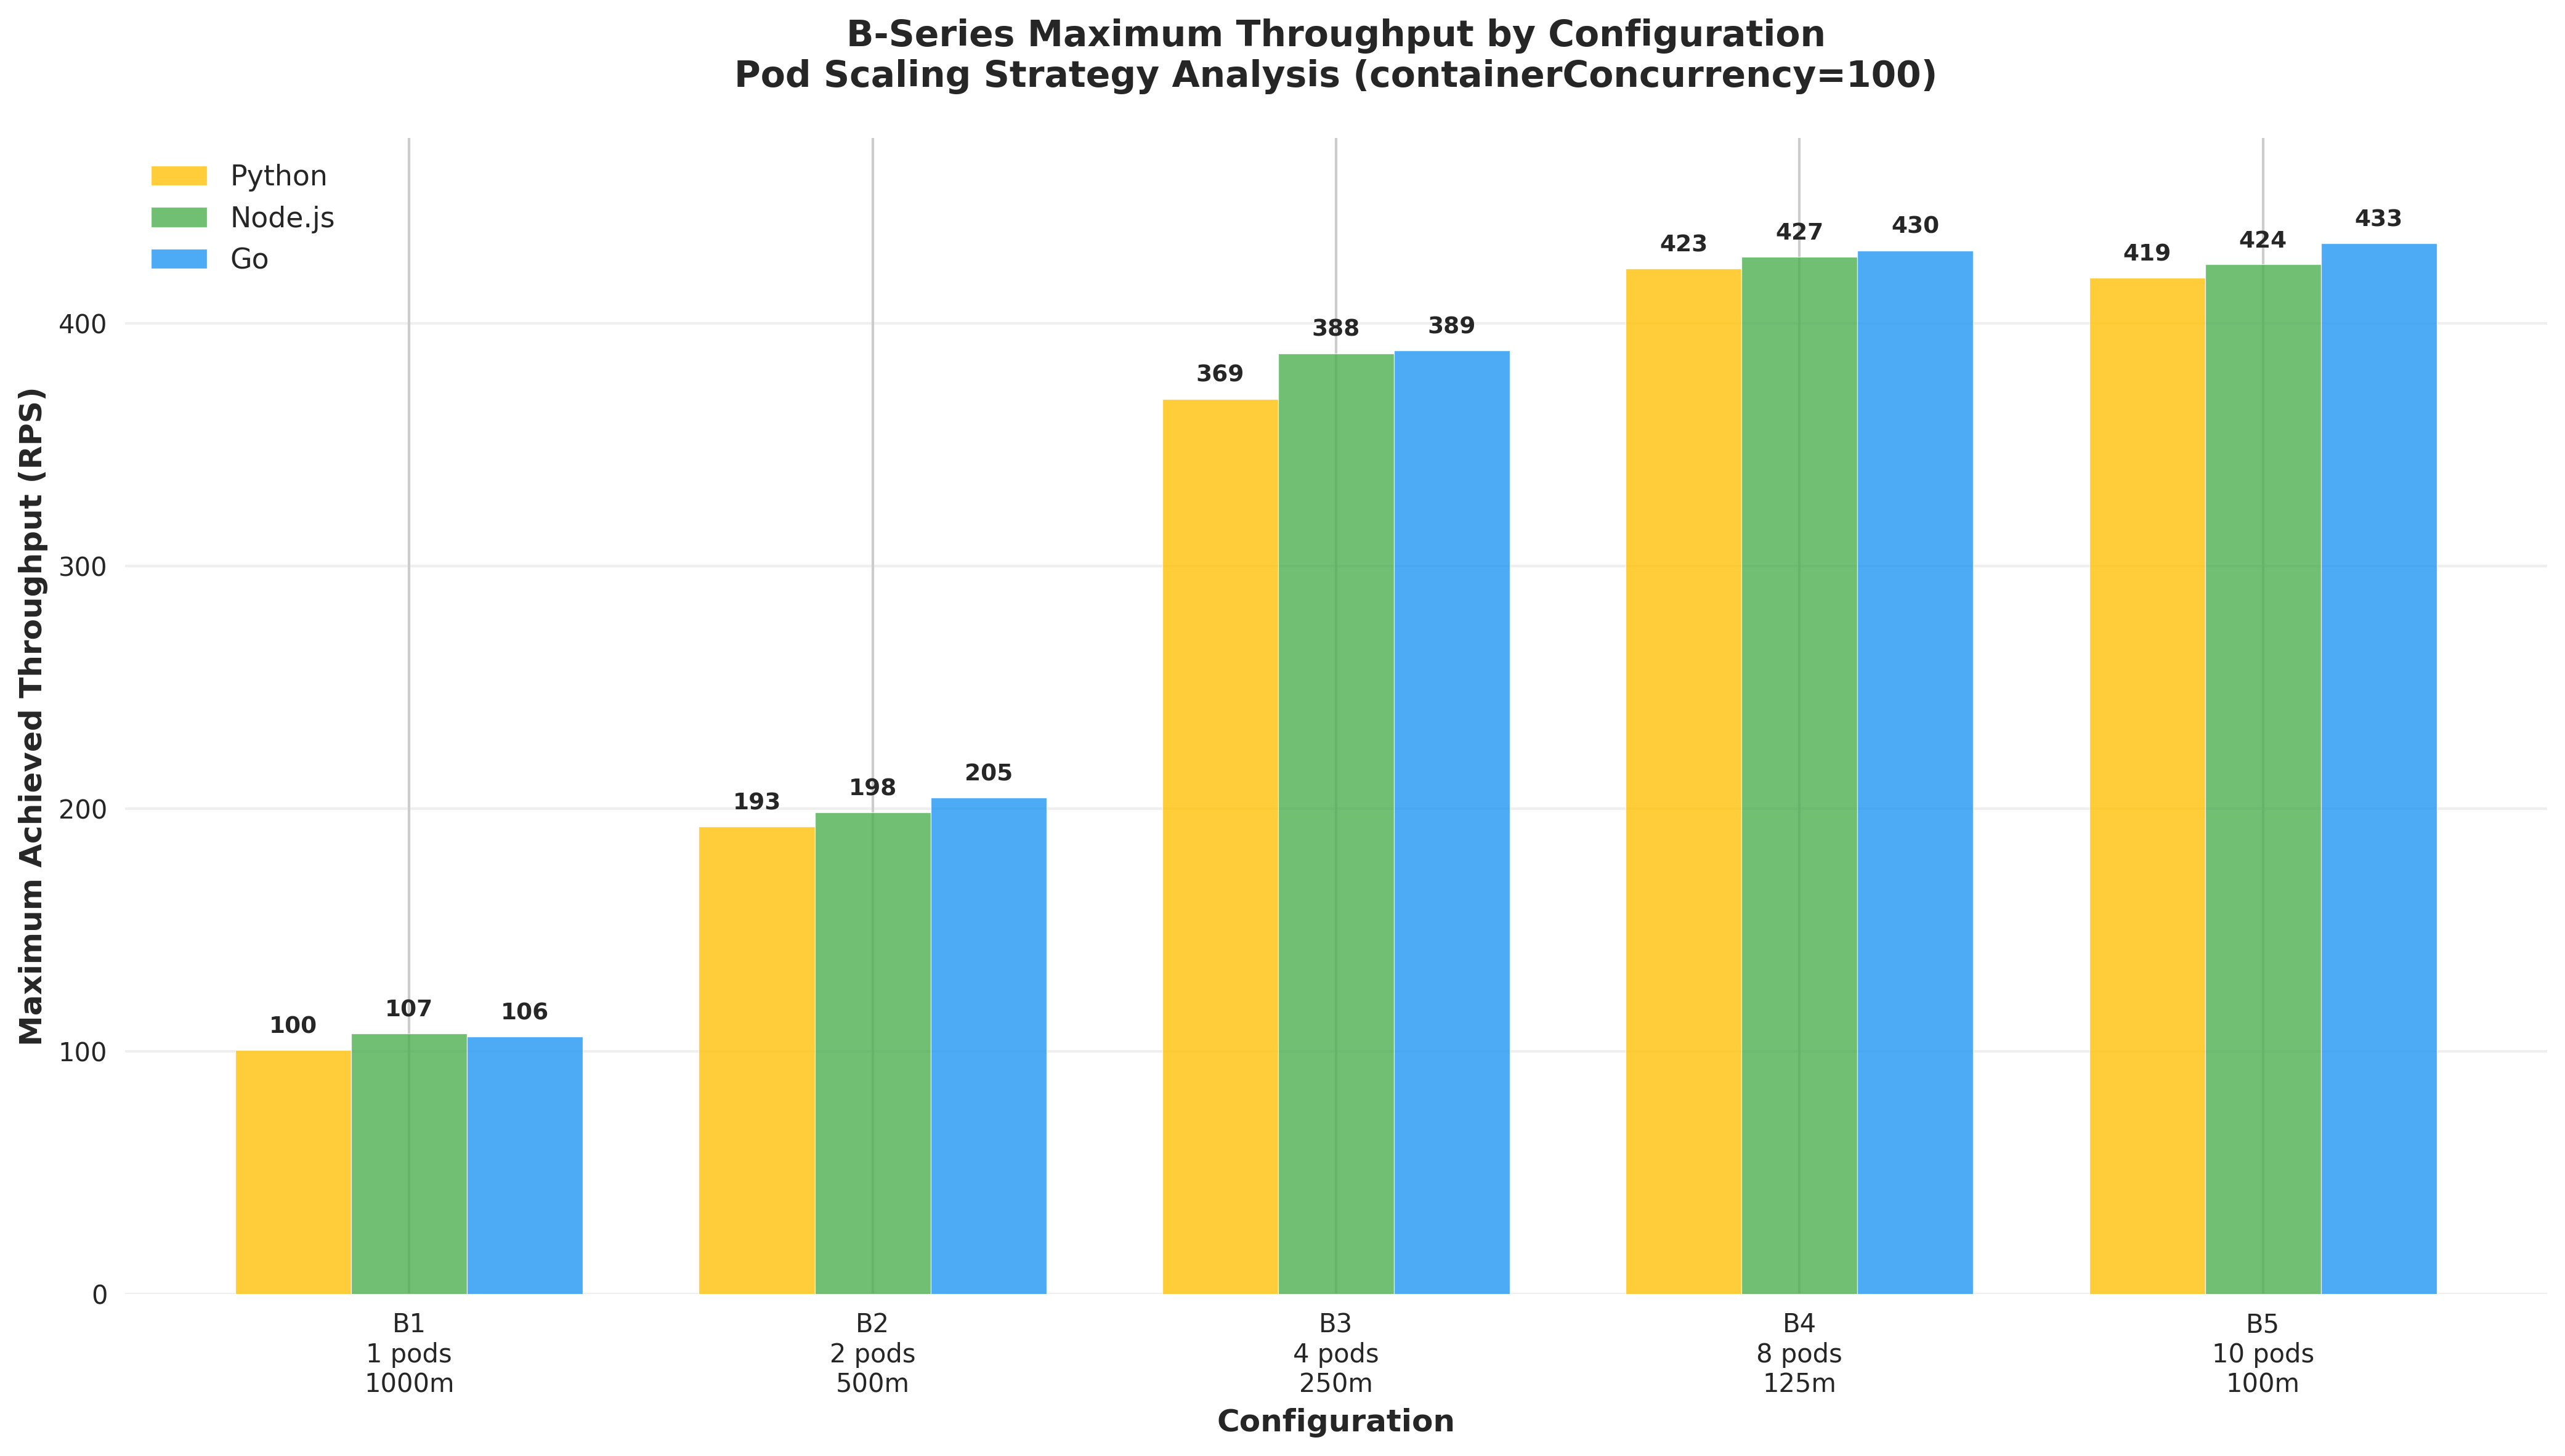 B-Series Maximum Throughput by Configuration
Pod Scaling Strategy Analysis (containerConcurrency=100)
Python
Node.js
Go
Maximum Achieved Throughput (RPS)
400
300
200
100
0
100
107
106
193
198
205
369
388
389
423
427
430
419
424
433
B1
1 pods
1000m
B2
2 pods
500m
B3
4 pods
250m
B4
8 pods
125m
B5
10 pods
100m
Configuration